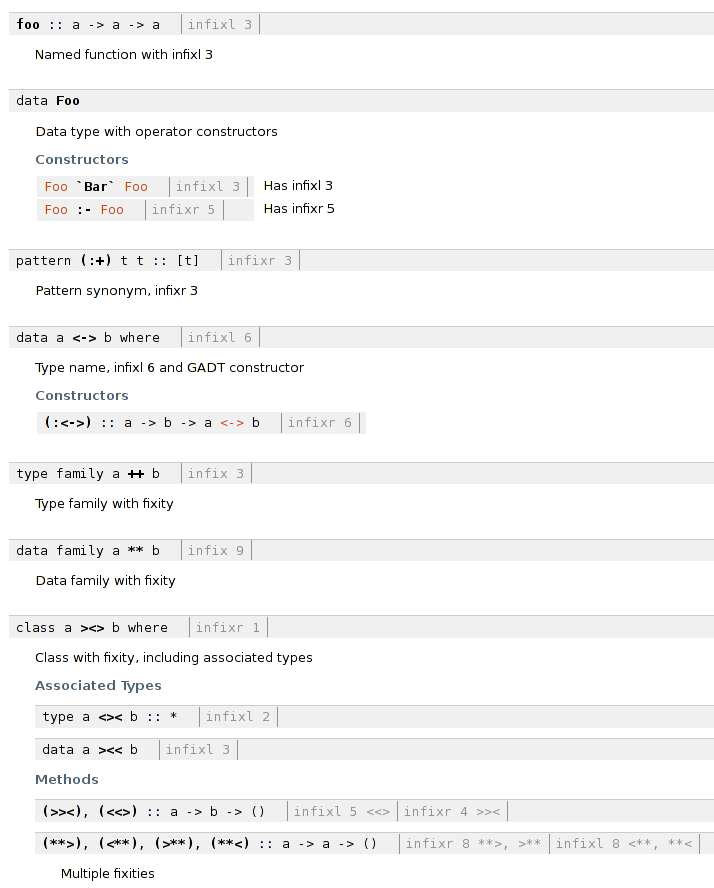 foo :: a -> a -> a infixl 3
Named function with infixl 3
data Foo
Data type with operator constructors
Constructors
Foo `Bar` Foo infixl 3 Has infixl 3
Foo :- Foo infixr 5 Has infixr 5
pattern (:+) t t :: [t] infixr 3
Pattern synonym, infixr 3
data a <-> b where infixl 6
Type name, infixl 6 and GADT constructor
Constructors
(:<->) :: a -> b -> a <-> b infixr 6
type family a ++ b infix 3
Type family with fixity
data family a ** b infix 9
Data family with fixity
class a ><> b where infixr 1
Class with fixity, including associated types
Associated Types
type a <>< b :: * infixl 2
data a ><< b infixl 3
Methods
(>><), (<<>) :: a -> b -> () infixl 5 <<> infixr 4 >><
(**>), (<**), (>**), (**<) :: a -> a -> () infixr 8 **>, >** infixl 8 <**, **<
Multiple fixities